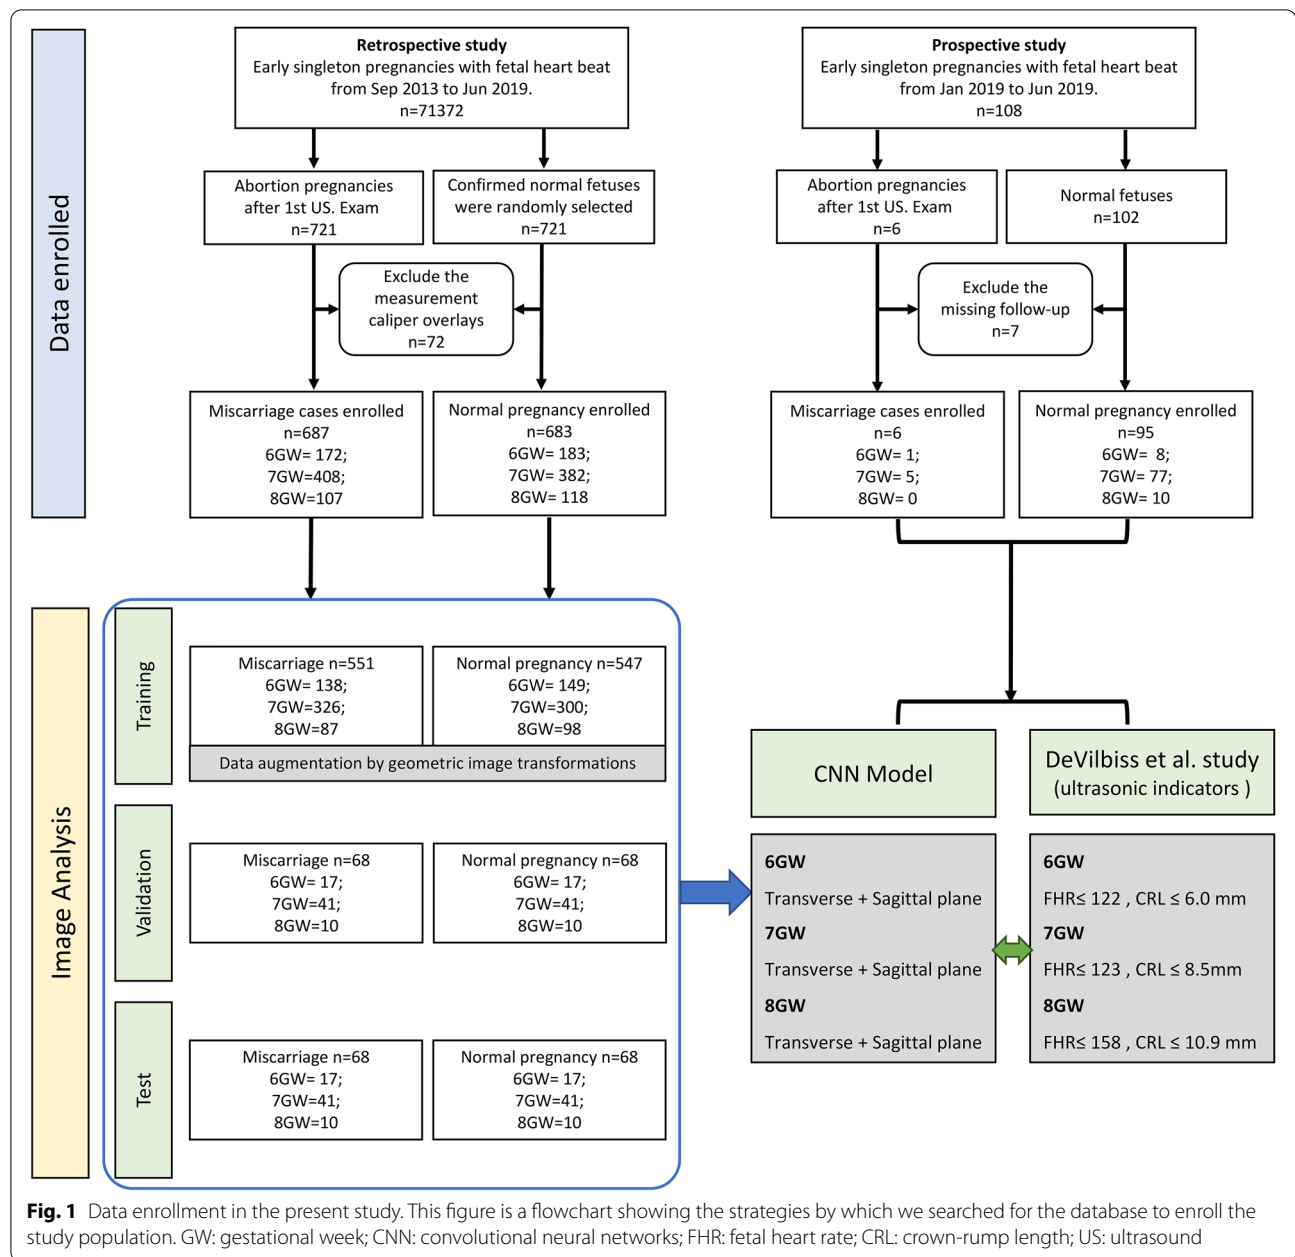 Data enrolled
Retrospective study
Early singleton pregnancies with fetal heart beat
from Sep 2013 to Jun 2019.
n=71372
Abortion pregnancies
after 1st US. Exam
n=721
Confirmed normal fetuses
were randomly selected
n=721
Exclude the
measurement
caliper overlays
n=72
Miscarriage cases enrolled
n=687
6GW= 172;
7GW=408;
8GW=107
Normal pregnancy enrolled
n=683
6GW= 183;
7GW= 382;
8GW= 118
Prospective study
Early singleton pregnancies with fetal heart beat
from Jan 2019 to Jun 2019.
n=108
Abortion pregnancies
after 1st US. Exam
n=6
Normal fetuses
n=102
Exclude the
missing follow-up
n=7
Miscarriage cases enrolled
n=6
6GW= 1;
7GW= 5;
8GW= 0
Normal pregnancy enrolled
n=95
6GW= 8;
7GW= 77;
8GW= 10
Image Analysis
Training
Miscarriage n=551
6GW= 138;
7GW=326;
8GW=87
Normal pregnancy n=547
6GW= 149;
7GW=300;
8GW=98
Data augmentation by geometric image transformations
Validation
Miscarriage n=68
6GW= 17;
7GW=41;
8GW=10
Normal pregnancy n=68
6GW= 17;
7GW=41;
8GW=10
Test
Miscarriage n=68
6GW= 17;
7GW=41;
8GW=10
Normal pregnancy n=68
6GW= 17;
7GW=41;
8GW=10
CNN Model
6GW
Transverse + Sagittal plane
7GW
Transverse + Sagittal plane
8GW
Transverse + Sagittal plane
DeVilbiss et al. study
(ultrasonic indicators )
6GW
FHR≤ 122 , CRL ≤ 6.0 mm
7GW
FHR≤ 123 , CRL ≤ 8.5mm
8GW
FHR≤ 158 , CRL ≤ 10.9 mm
Fig. 1 Data enrollment in the present study. This figure is a flowchart showing the strategies by which we searched for the database to enroll the
study population. GW: gestational week; CNN: convolutional neural networks; FHR: fetal heart rate; CRL: crown-rump length; US: ultrasound